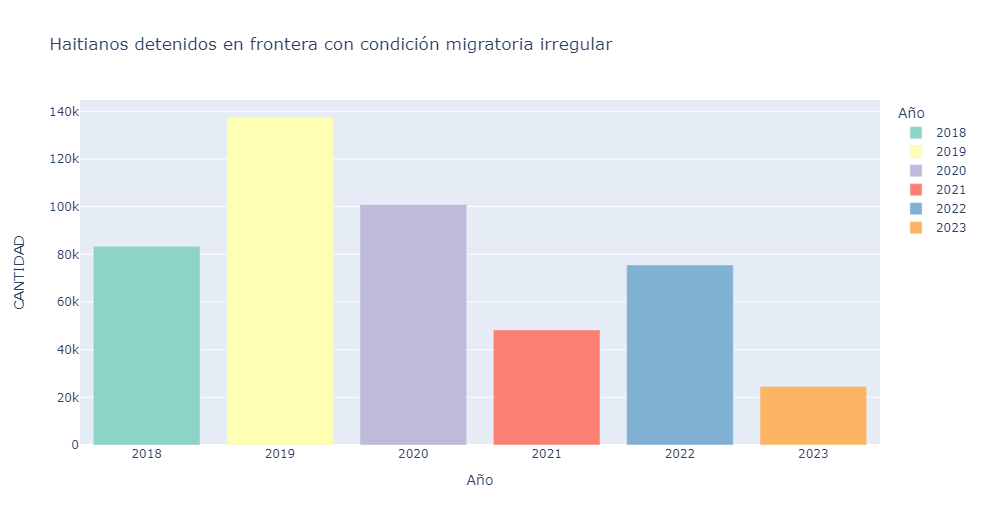 Haitianos detenidos en frontera con condición migratoria irregular
140k
120k
100k
80k
60k
40k
20k
0
CANTIDAD
2018 2019 2020 2021 2022 2023
Año
Año
2018
2019
2020
2021
2022
2023